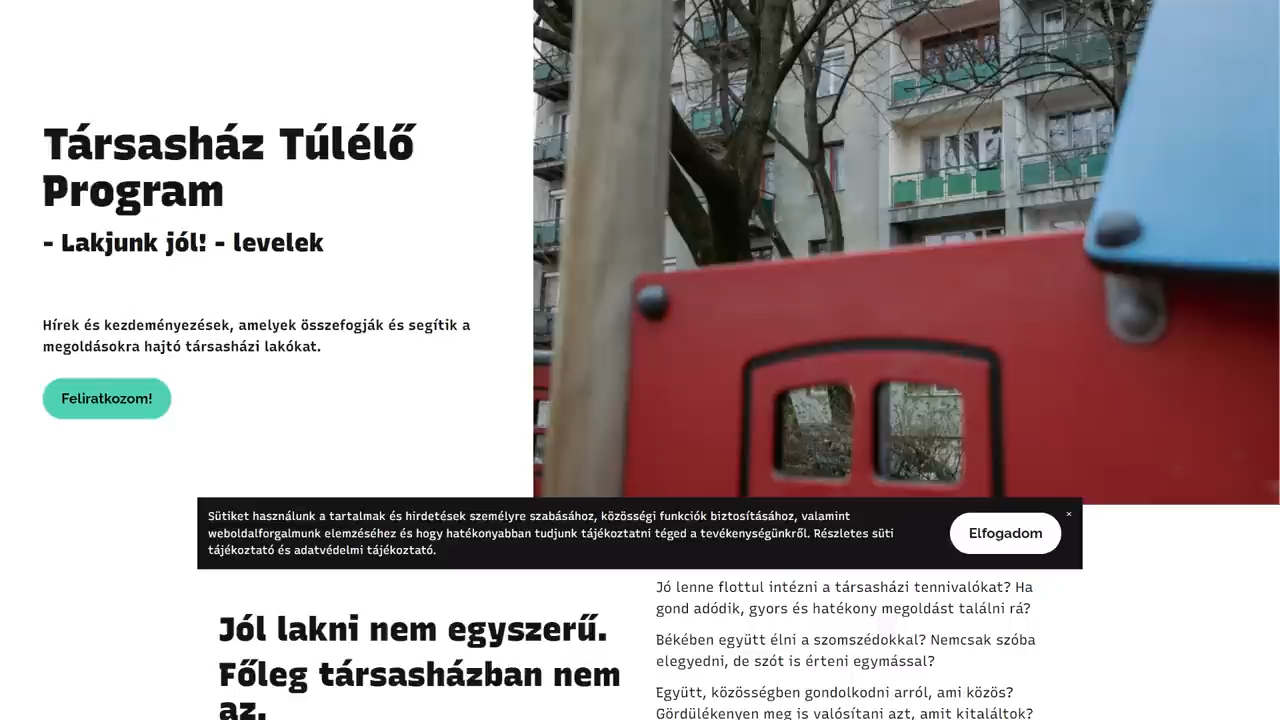 Társasház Túlélő
Program
- Lakjunk jól! - levelek
Hírek és kezdeményezések, amelyek összefogják és segítik a
megoldásokra hajtó társasházi lakókat.
Feliratkozom!
Sütiket használunk a tartalmak és hirdetések személyre szabásához, közösségi funkciók biztosításához, valamint
weboldalforgalmunk elemzéséhez és hogy hatékonyabban tudjunk tájékoztatni téged a tevékenységünkről. Részletes süti
tájékoztató és adatvédelmi tájékoztató.
Elfogadom
×
Jól lakni nem egyszerű.
Főleg társasházban nem
az.
Jó lenne flottul intézni a társasházi tennivalókat? Ha
gond adódik, gyors és hatékony megoldást találni rá?
Békében együtt élni a szomszédokkal? Nemcsak szóba
elegyedni, de szót is érteni egymással?
Együtt, közösségben gondolkodni arról, ami közös?
Gördülékenyen meg is valósítani azt, amit kitaláltok?